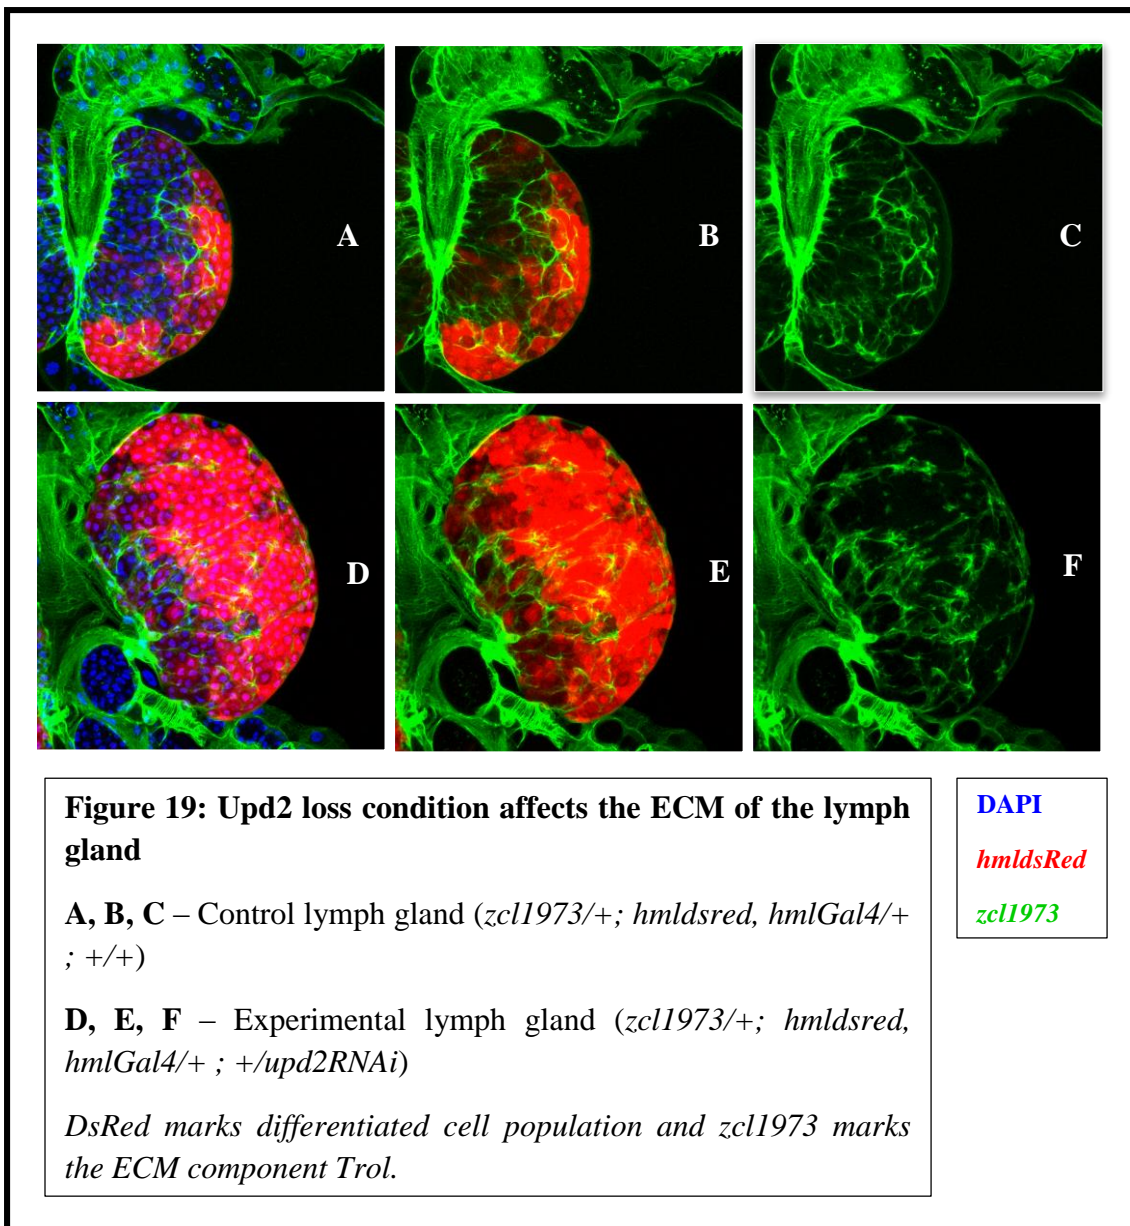 A
B
C
D
E
F
Figure 19: Upd2 loss condition affects the ECM of the lymph
gland
A, B, C – Control lymph gland (zcl1973/+; hmldsred, hmlGal4/+
; +/+)
D, E, F – Experimental lymph gland (zcl1973/+; hmldsred,
hmlGal4/+ ; +/upd2RNAi)
DsRed marks differentiated cell population and zcl1973 marks
the ECM component Trol.
DAPI
hmldsRed
zcl1973